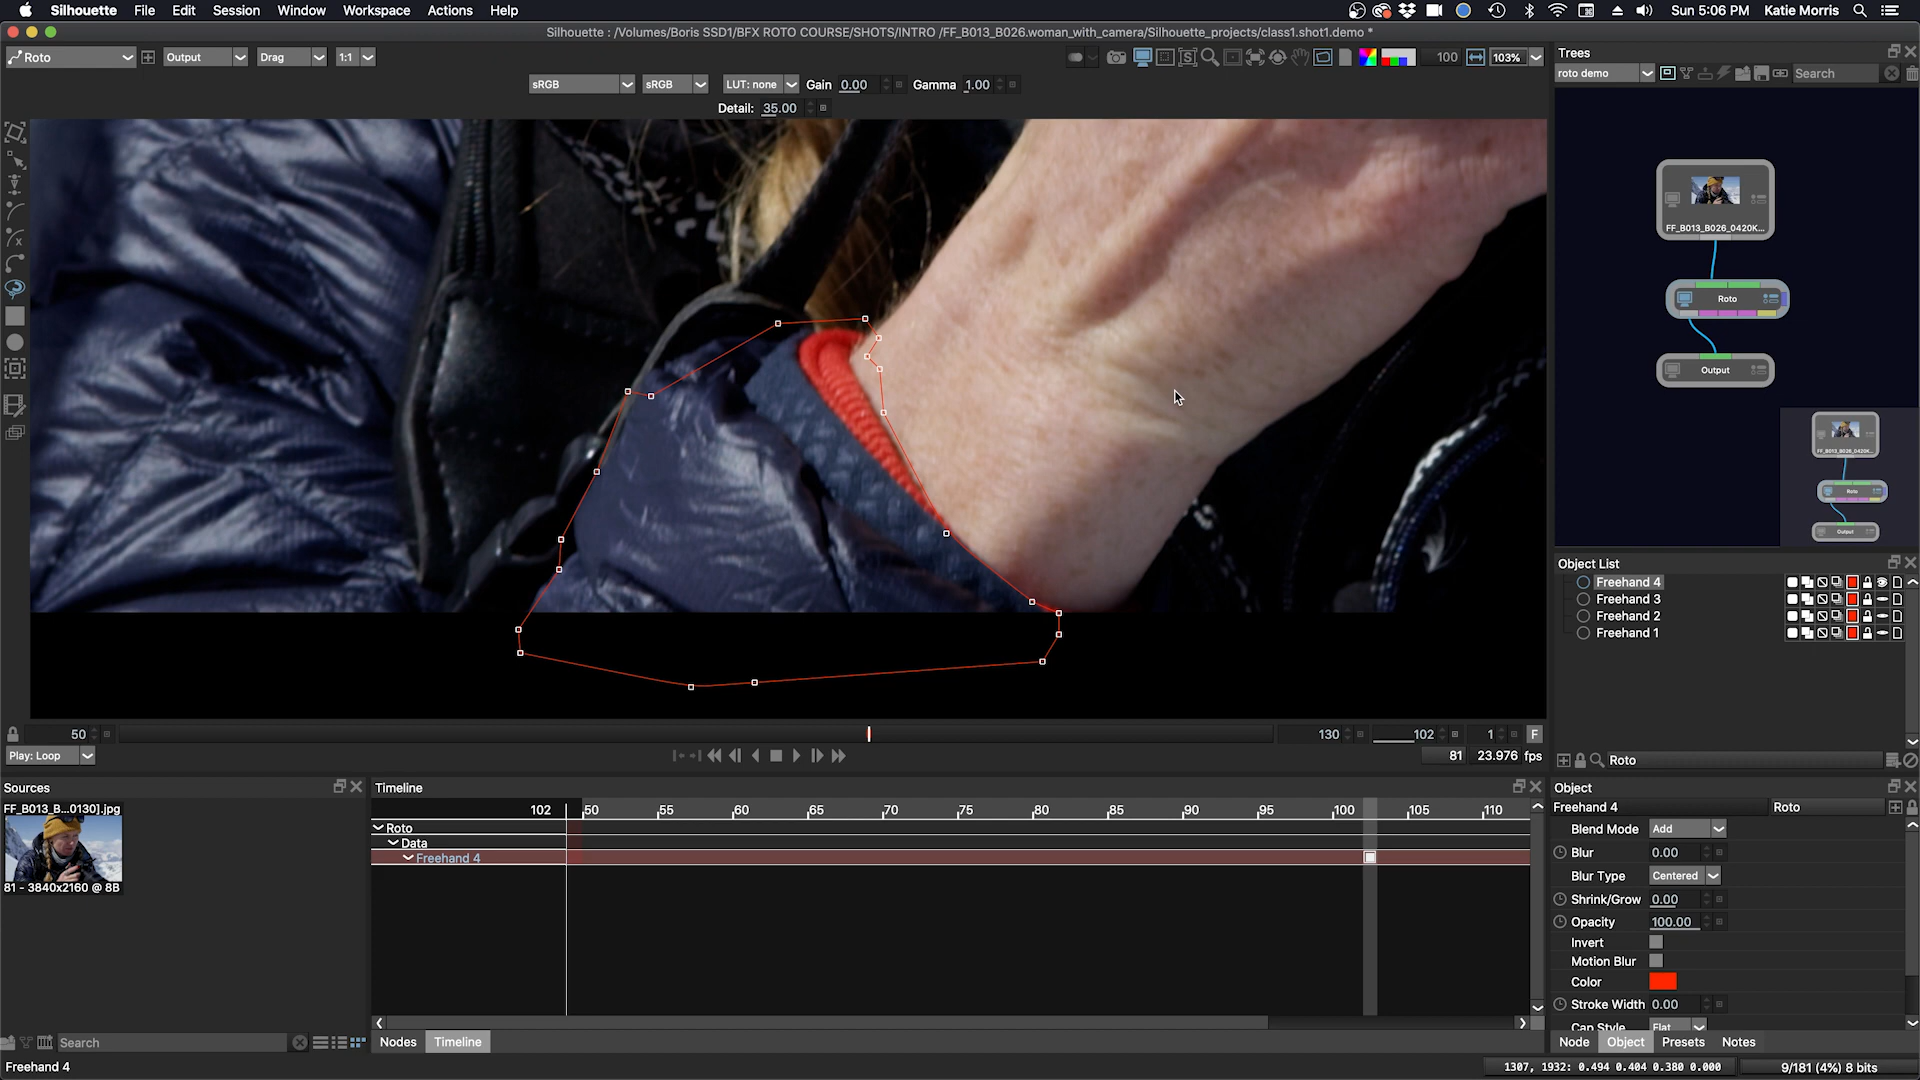 Silhouette File Edit Session Window Workspace Actions Help
Sun 5:06 PM Katie Morris
Silhouette : /Volumes/Boris SSD1/BFX ROTO COURSE/SHOTS/INTRO /FF_B013_B026.woman_with_camera/Silhouette_projects/class1.shot1.demo *
Roto Output Drag 1:1 100 103%
sRGB sRGB LUT: none Gain 0.00 Gamma 1.00
Detail: 35.00
Trees
roto demo Search
FF_B013_B026_0420K...
Roto
Output
FF_B013_B026_0420K...
Roto
Output
Object List
Freehand 4
Freehand 3
Freehand 2
Freehand 1
Roto
50 130 102 1 F
Play: Loop 81 23.976 fps
Sources
FF_B013_B...0130].jpg
81 - 3840x2160 @ 8B
Search
Timeline
102 50 55 60 65 70 75 80 85 90 95 100 105 110
Roto
Data
Freehand 4
Nodes Timeline
Object
Freehand 4 Roto
Blend Mode Add
Blur 0.00
Blur Type Centered
Shrink/Grow 0.00
Opacity 100.00
Invert
Motion Blur
Color
Stroke Width 0.00
Cap Style Flat
Node Object Presets Notes
Freehand 4
1307, 1932: 0.494 0.404 0.380 0.000 9/181 (4%) 8 bits